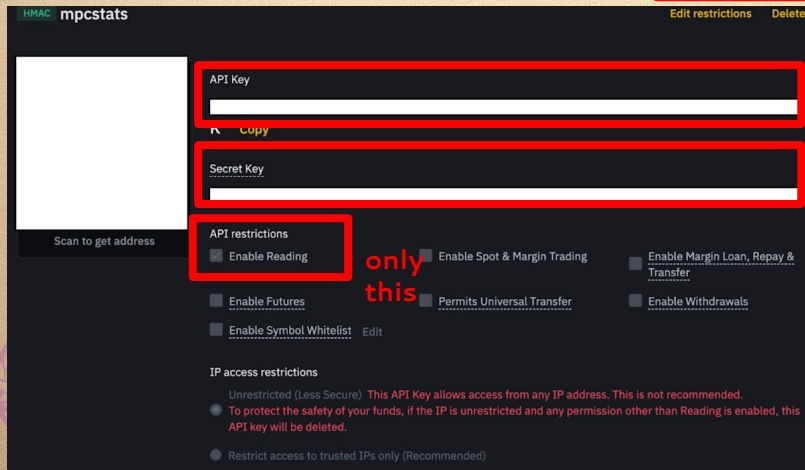 HMAC mpcstats Edit restrictions Delete
API Key
Copy
Secret Key
Scan to get address
API restrictions
Enable Reading
only
this
Enable Spot & Margin Trading
Enable Margin Loan, Repay &
Transfer
Enable Futures
Permits Universal Transfer
Enable Withdrawals
Enable Symbol Whitelist Edit
IP access restrictions
Unrestricted (Less Secure) This API Key allows access from any IP address. This is not recommended.
To protect the safety of your funds, if the IP is unrestricted and any permission other than Reading is enabled, this
API key will be deleted.
Restrict access to trusted IPs only (Recommended)